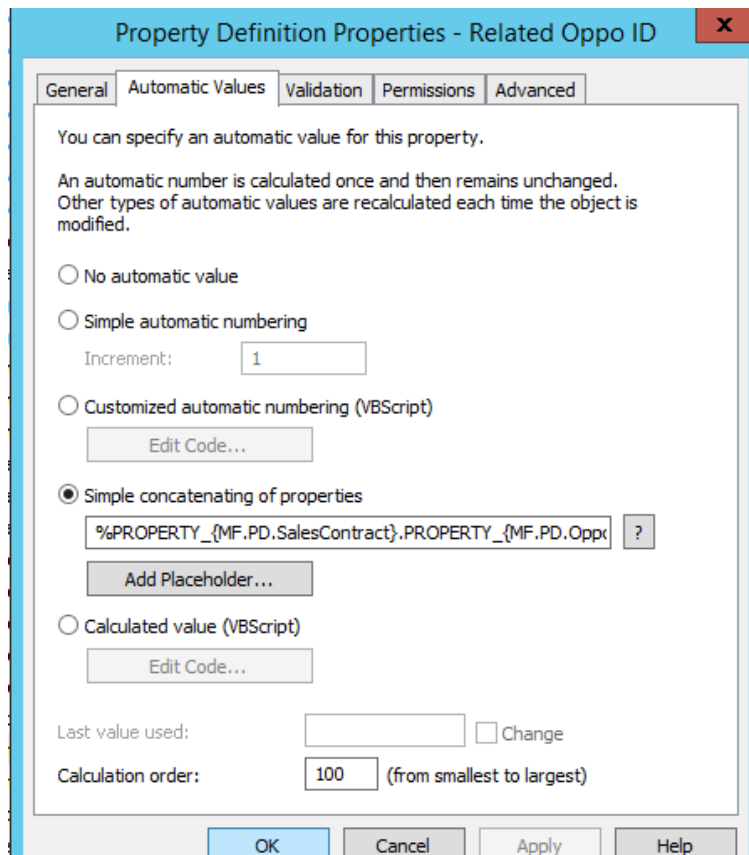 Property Definition Properties - Related Oppo ID
x
General Automatic Values Validation Permissions Advanced
You can specify an automatic value for this property.
An automatic number is calculated once and then remains unchanged.
Other types of automatic values are recalculated each time the object is
modified.
No automatic value
Simple automatic numbering
Increment: 1
Customized automatic numbering (VBScript)
Edit Code...
Simple concatenating of properties
%PROPERTY_{MF.PD.SalesContract}.PROPERTY_{MF.PD.Oppo
?
Add Placeholder...
Calculated value (VBScript)
Edit Code...
Last value used: Change
Calculation order: 100 (from smallest to largest)
OK Cancel Apply Help